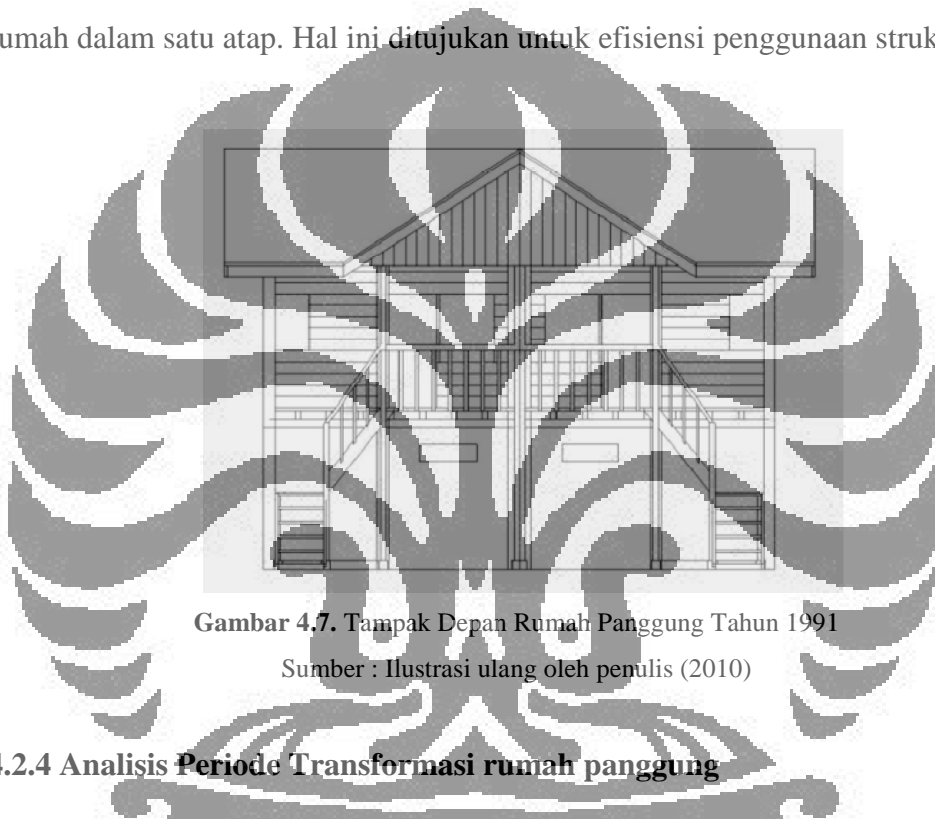 umah dalam satu atap. Hal ini ditujukan untuk efisiensi penggunaan struk
Gambar 4.7. Tampak Depan Rumah Panggung Tahun 1991
Sumber : Ilustrasi ulang oleh penulis (2010)
4.2.4 Analisis Periode Transformasi rumah panggung